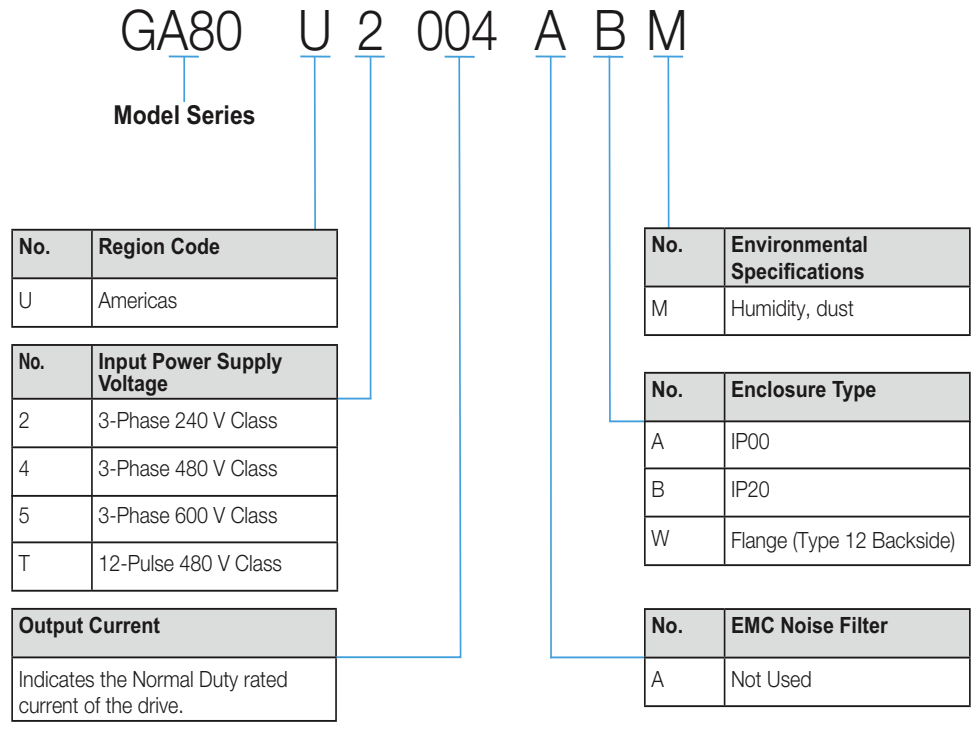 GA80 U 2 004 A B M
Model Series
No. Region Code
U Americas
No. Input Power Supply
Voltage
2 3-Phase 240 V Class
4 3-Phase 480 V Class
5 3-Phase 600 V Class
T 12-Pulse 480 V Class
Output Current
Indicates the Normal Duty rated
current of the drive.
No. Environmental
Specifications
M Humidity, dust
No. Enclosure Type
A IP00
B IP20
W Flange (Type 12 Backside)
No. EMC Noise Filter
A Not Used